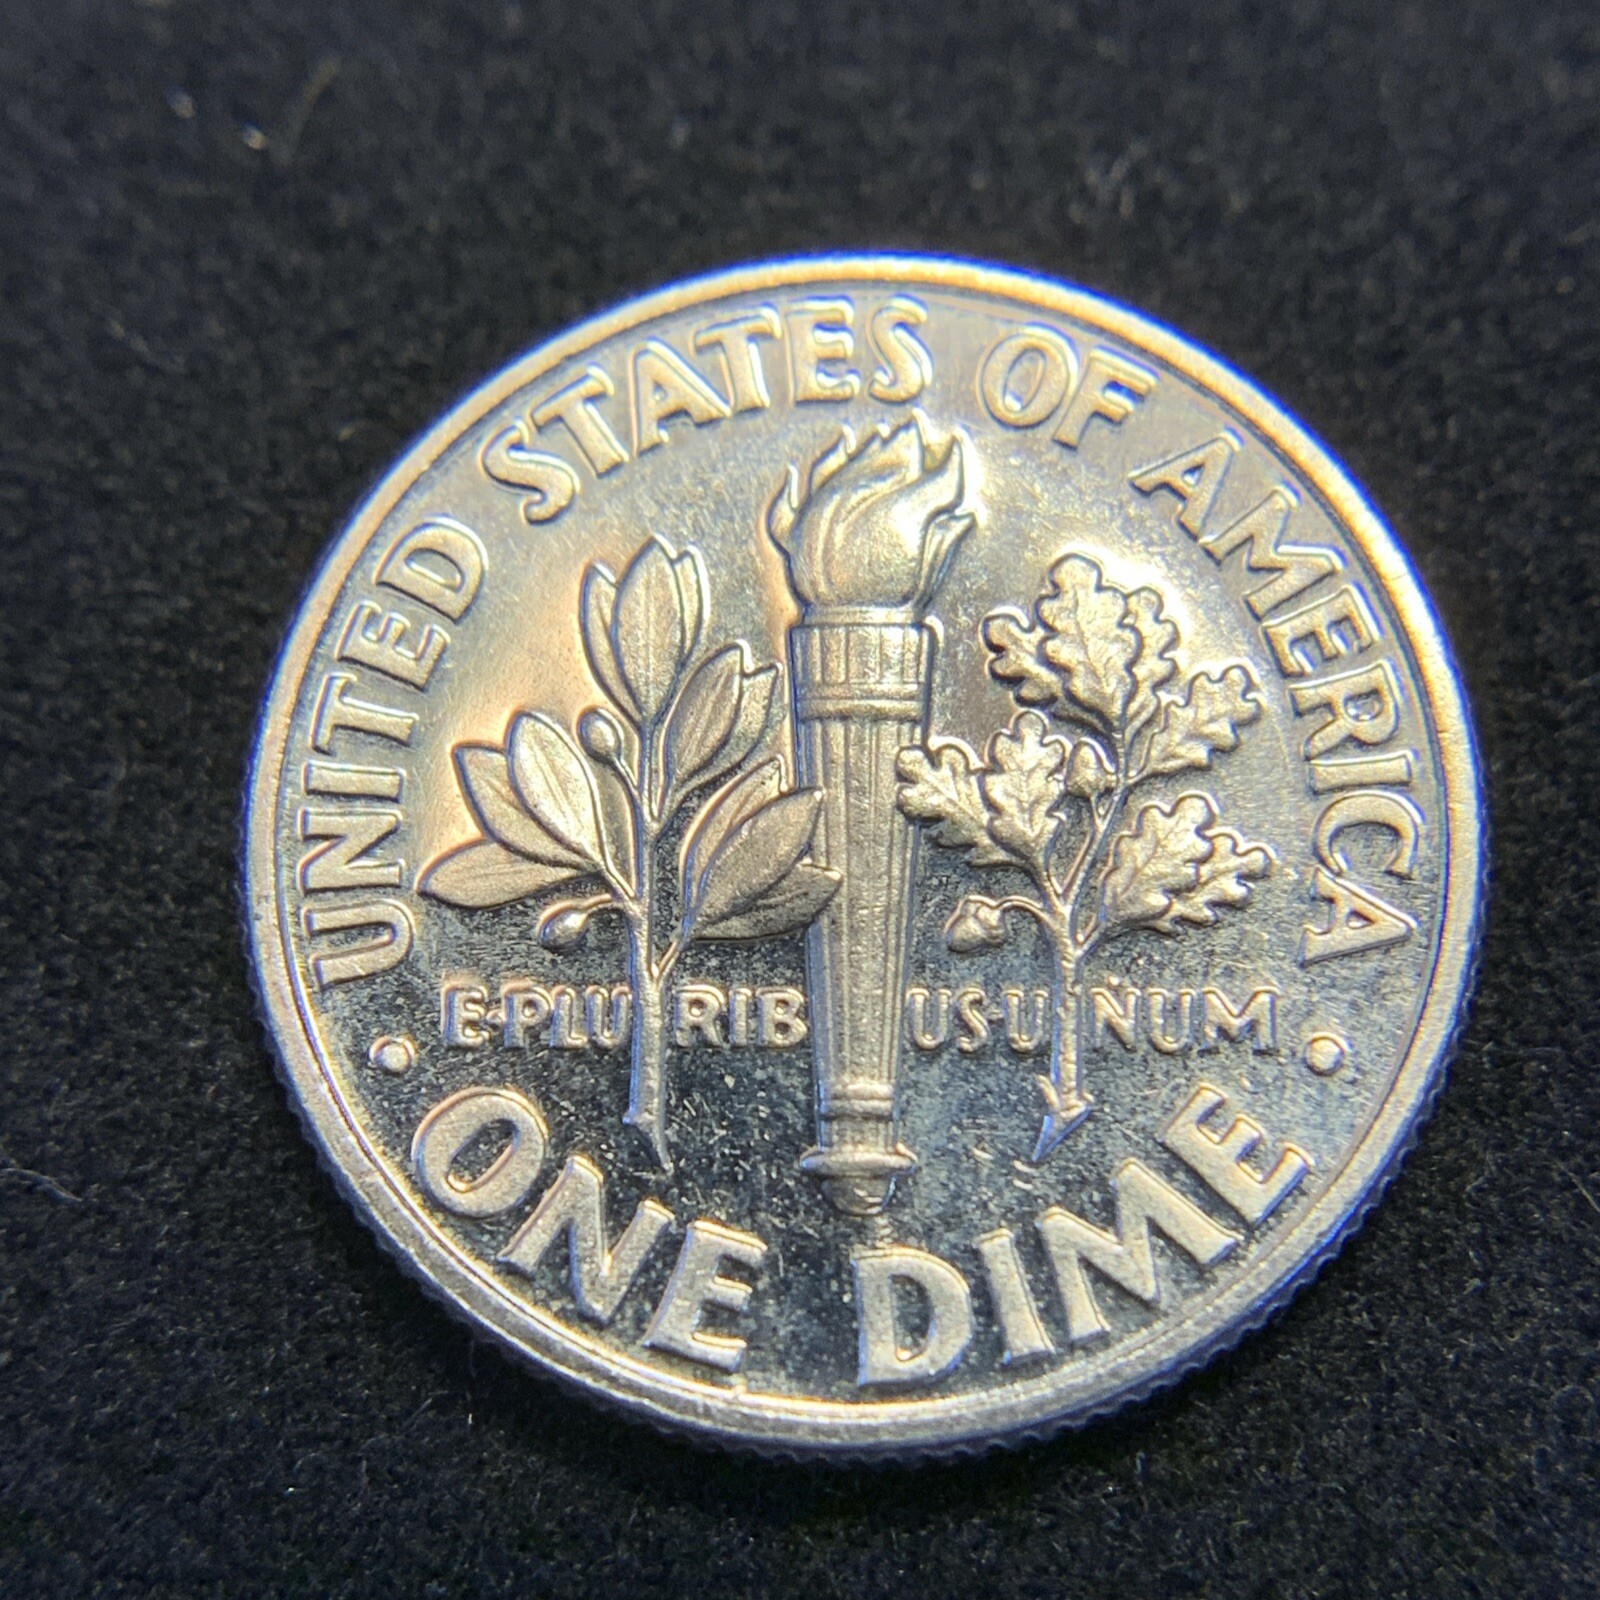 UNITED STATES OF AMERICA
E·PLURIBUS·UNUM
· ONE DIME ·